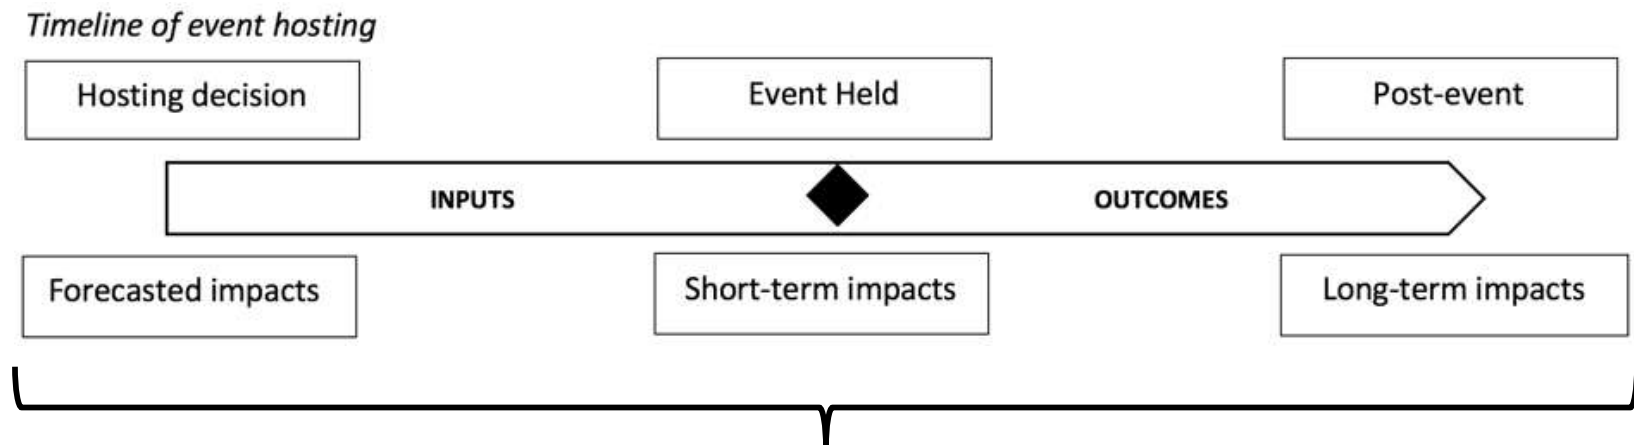 Timeline of event hosting
Hosting decision
Event Held
Post-event
INPUTS
OUTCOMES
Forecasted impacts
Short-term impacts
Long-term impacts